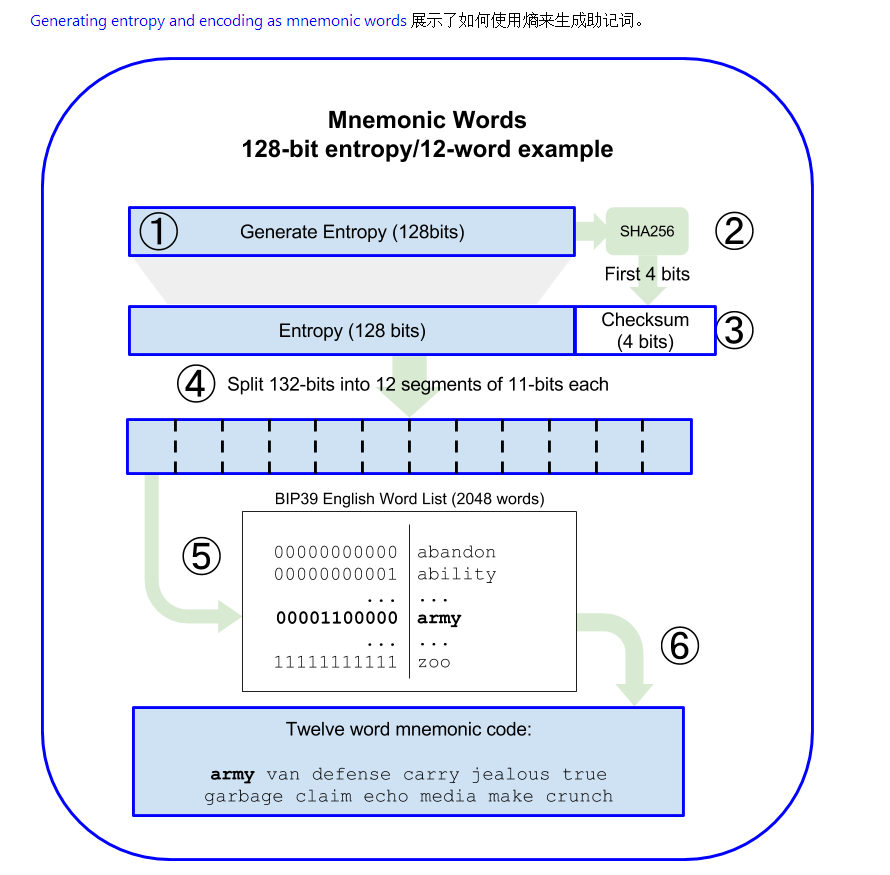 Generating entropy and encoding as mnemonic words 展示了如何使用熵来生成助记词。
Mnemonic Words
128-bit entropy/12-word example
① Generate Entropy (128bits) SHA256 ②
First 4 bits
Entropy (128 bits) Checksum (4 bits) ③
④ Split 132-bits into 12 segments of 11-bits each
BIP39 English Word List (2048 words)
⑤
00000000000 abandon
00000000001 ability
... ...
00001100000 army
... ...
11111111111 zoo
⑥
Twelve word mnemonic code:
army van defense carry jealous true
garbage claim echo media make crunch